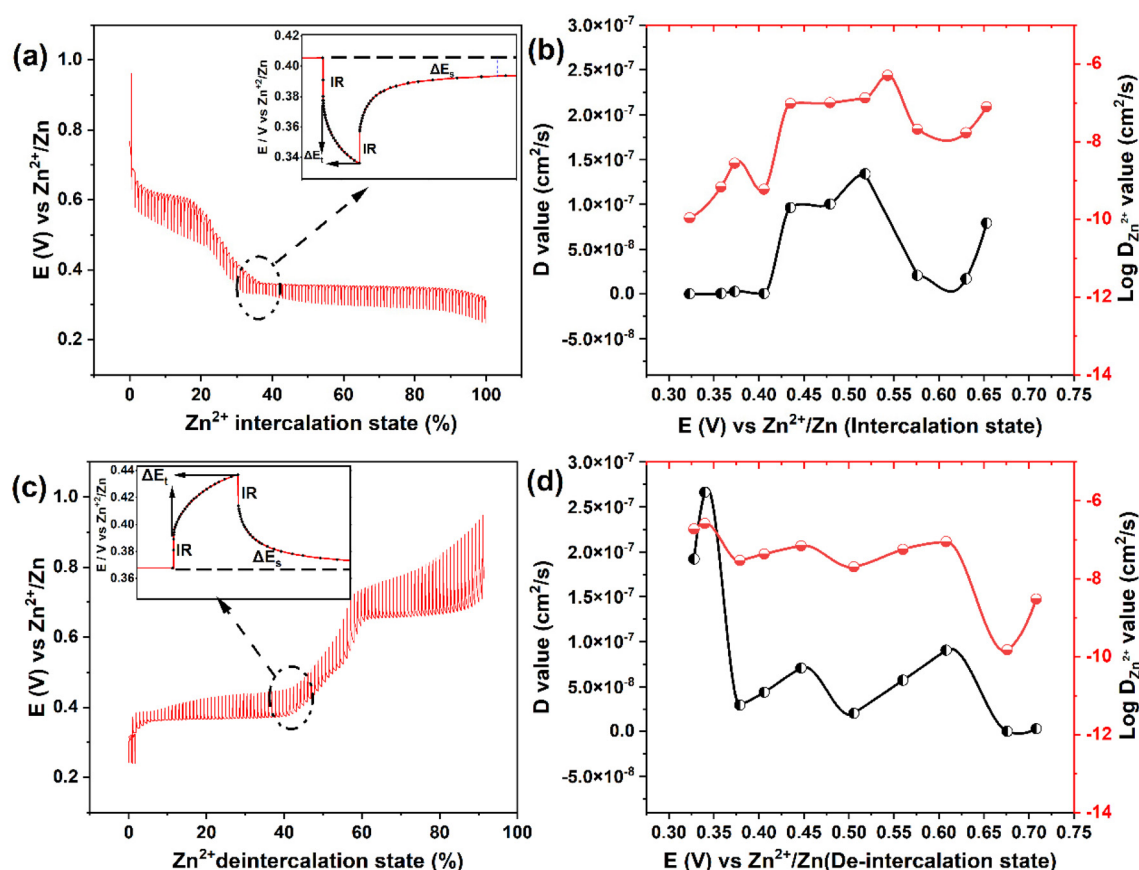 (a)
E (V) vs Zn²⁺/Zn
1.0
0.8
0.6
0.4
0.2
0 20 40 60 80 100
Zn²⁺ intercalation state (%)
E / V vs Zn⁺²/Zn
0.42
0.40
0.38
0.36
0.34
IR
ΔEₜ
IR
ΔEₛ
(b)
D value (cm²/s)
3.0×10⁻⁷
2.5×10⁻⁷
2.0×10⁻⁷
1.5×10⁻⁷
1.0×10⁻⁷
5.0×10⁻⁸
0.0
-5.0×10⁻⁸
0.30 0.35 0.40 0.45 0.50 0.55 0.60 0.65 0.70 0.75
E (V) vs Zn²⁺/Zn (Intercalation state)
-6
-8
-10
-12
-14
Log D Zn²⁺ value (cm²/s)
(c)
E (V) vs Zn²⁺/Zn
1.0
0.8
0.6
0.4
0.2
0 20 40 60 80 100
Zn²⁺deintercalation state (%)
E / V vs Zn⁺²/Zn
0.44
0.42
0.40
0.38
0.36
ΔEₜ
IR
IR
ΔEₛ
(d)
D value (cm²/s)
3.0×10⁻⁷
2.5×10⁻⁷
2.0×10⁻⁷
1.5×10⁻⁷
1.0×10⁻⁷
5.0×10⁻⁸
0.0
-5.0×10⁻⁸
0.30 0.35 0.40 0.45 0.50 0.55 0.60 0.65 0.70 0.75
E (V) vs Zn²⁺/Zn(De-intercalation state)
-6
-8
-10
-12
-14
Log D Zn²⁺ value (cm²/s)